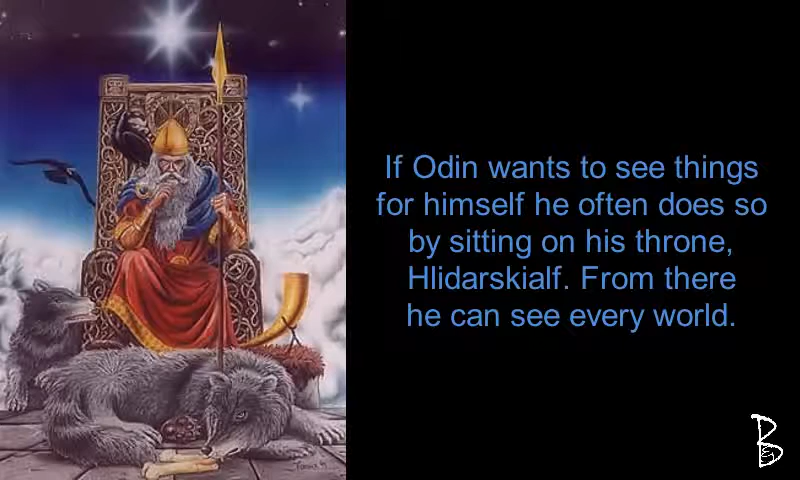 If Odin wants to see things
for himself he often does so
by sitting on his throne,
Hlidarskialf. From there
he can see every world.